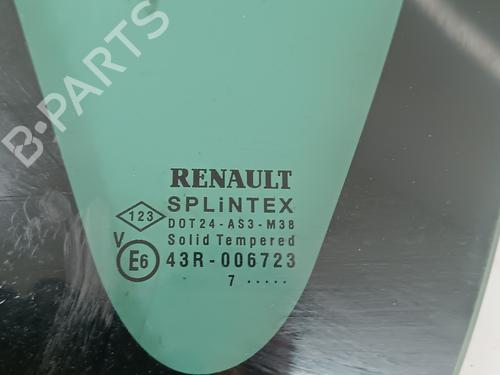 B-PARTS
RENAULT
123 SPLiNTEX
DOT24-AS3-M38
V Solid Tempered
E6 43R-006723
7 .....